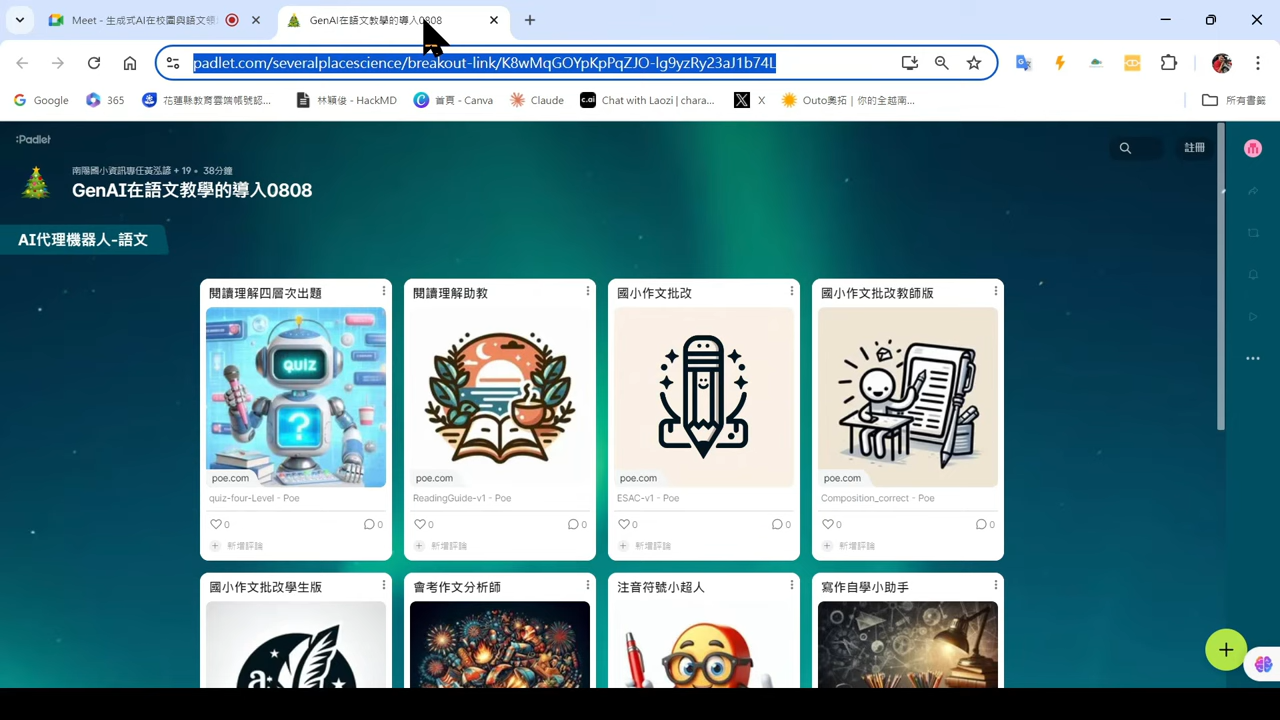 Meet - 生成式AI在校園與語文領
GenAI在語文教學的導入0808
padlet.com/severalplacescience/breakout-link/K8wMqGOYpKpPqZJO-lg9yzRy23aJ1b74L
Google
365
花蓮縣教育雲端帳號認...
林穎俊 - HackMD
首頁 - Canva
Claude
c.ai
Chat with Laozi | chara...
X
Outo奧拓｜你的全越南...
所有書籤
:Padlet
註冊
南陽國小資訊專任黃泓諺 + 19 • 38分鐘
GenAI在語文教學的導入0808
AI代理機器人-語文
閱讀理解四層次出題
閱讀理解助教
國小作文批改
國小作文批改教師版
QUIZ
?
poe.com
poe.com
poe.com
poe.com
quiz-four-Level - Poe
ReadingGuide-v1 - Poe
ESAC-v1 - Poe
Composition_correct - Poe
0
0
0
0
0
0
0
0
新增評論
新增評論
新增評論
新增評論
國小作文批改學生版
會考作文分析師
注音符號小超人
寫作自學小助手
a